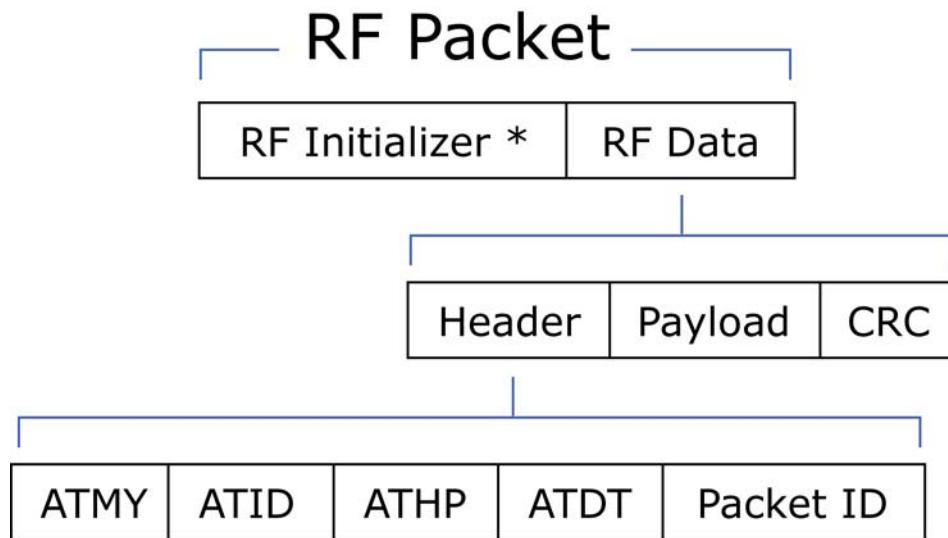 RF Packet
RF Initializer * RF Data
Header Payload CRC
ATMY ATID ATHP ATDT Packet ID